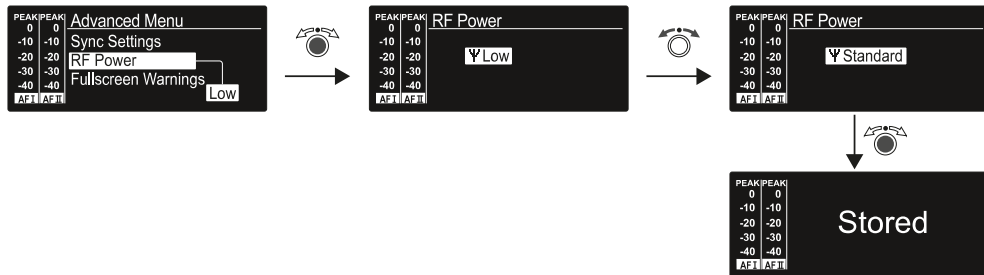 PEAK PEAK Advanced Menu
0 0
-10 -10 Sync Settings
-20 -20 RF Power
-30 -30 Fullscreen Warnings
-40 -40 Low
AF I AF II
PEAK PEAK RF Power
0 0
-10 -10
-20 -20 Low
-30 -30
-40 -40
AF I AF II
PEAK PEAK RF Power
0 0
-10 -10
-20 -20 Standard
-30 -30
-40 -40
AF I AF II
PEAK PEAK
0 0
-10 -10
-20 -20 Stored
-30 -30
-40 -40
AF I AF II